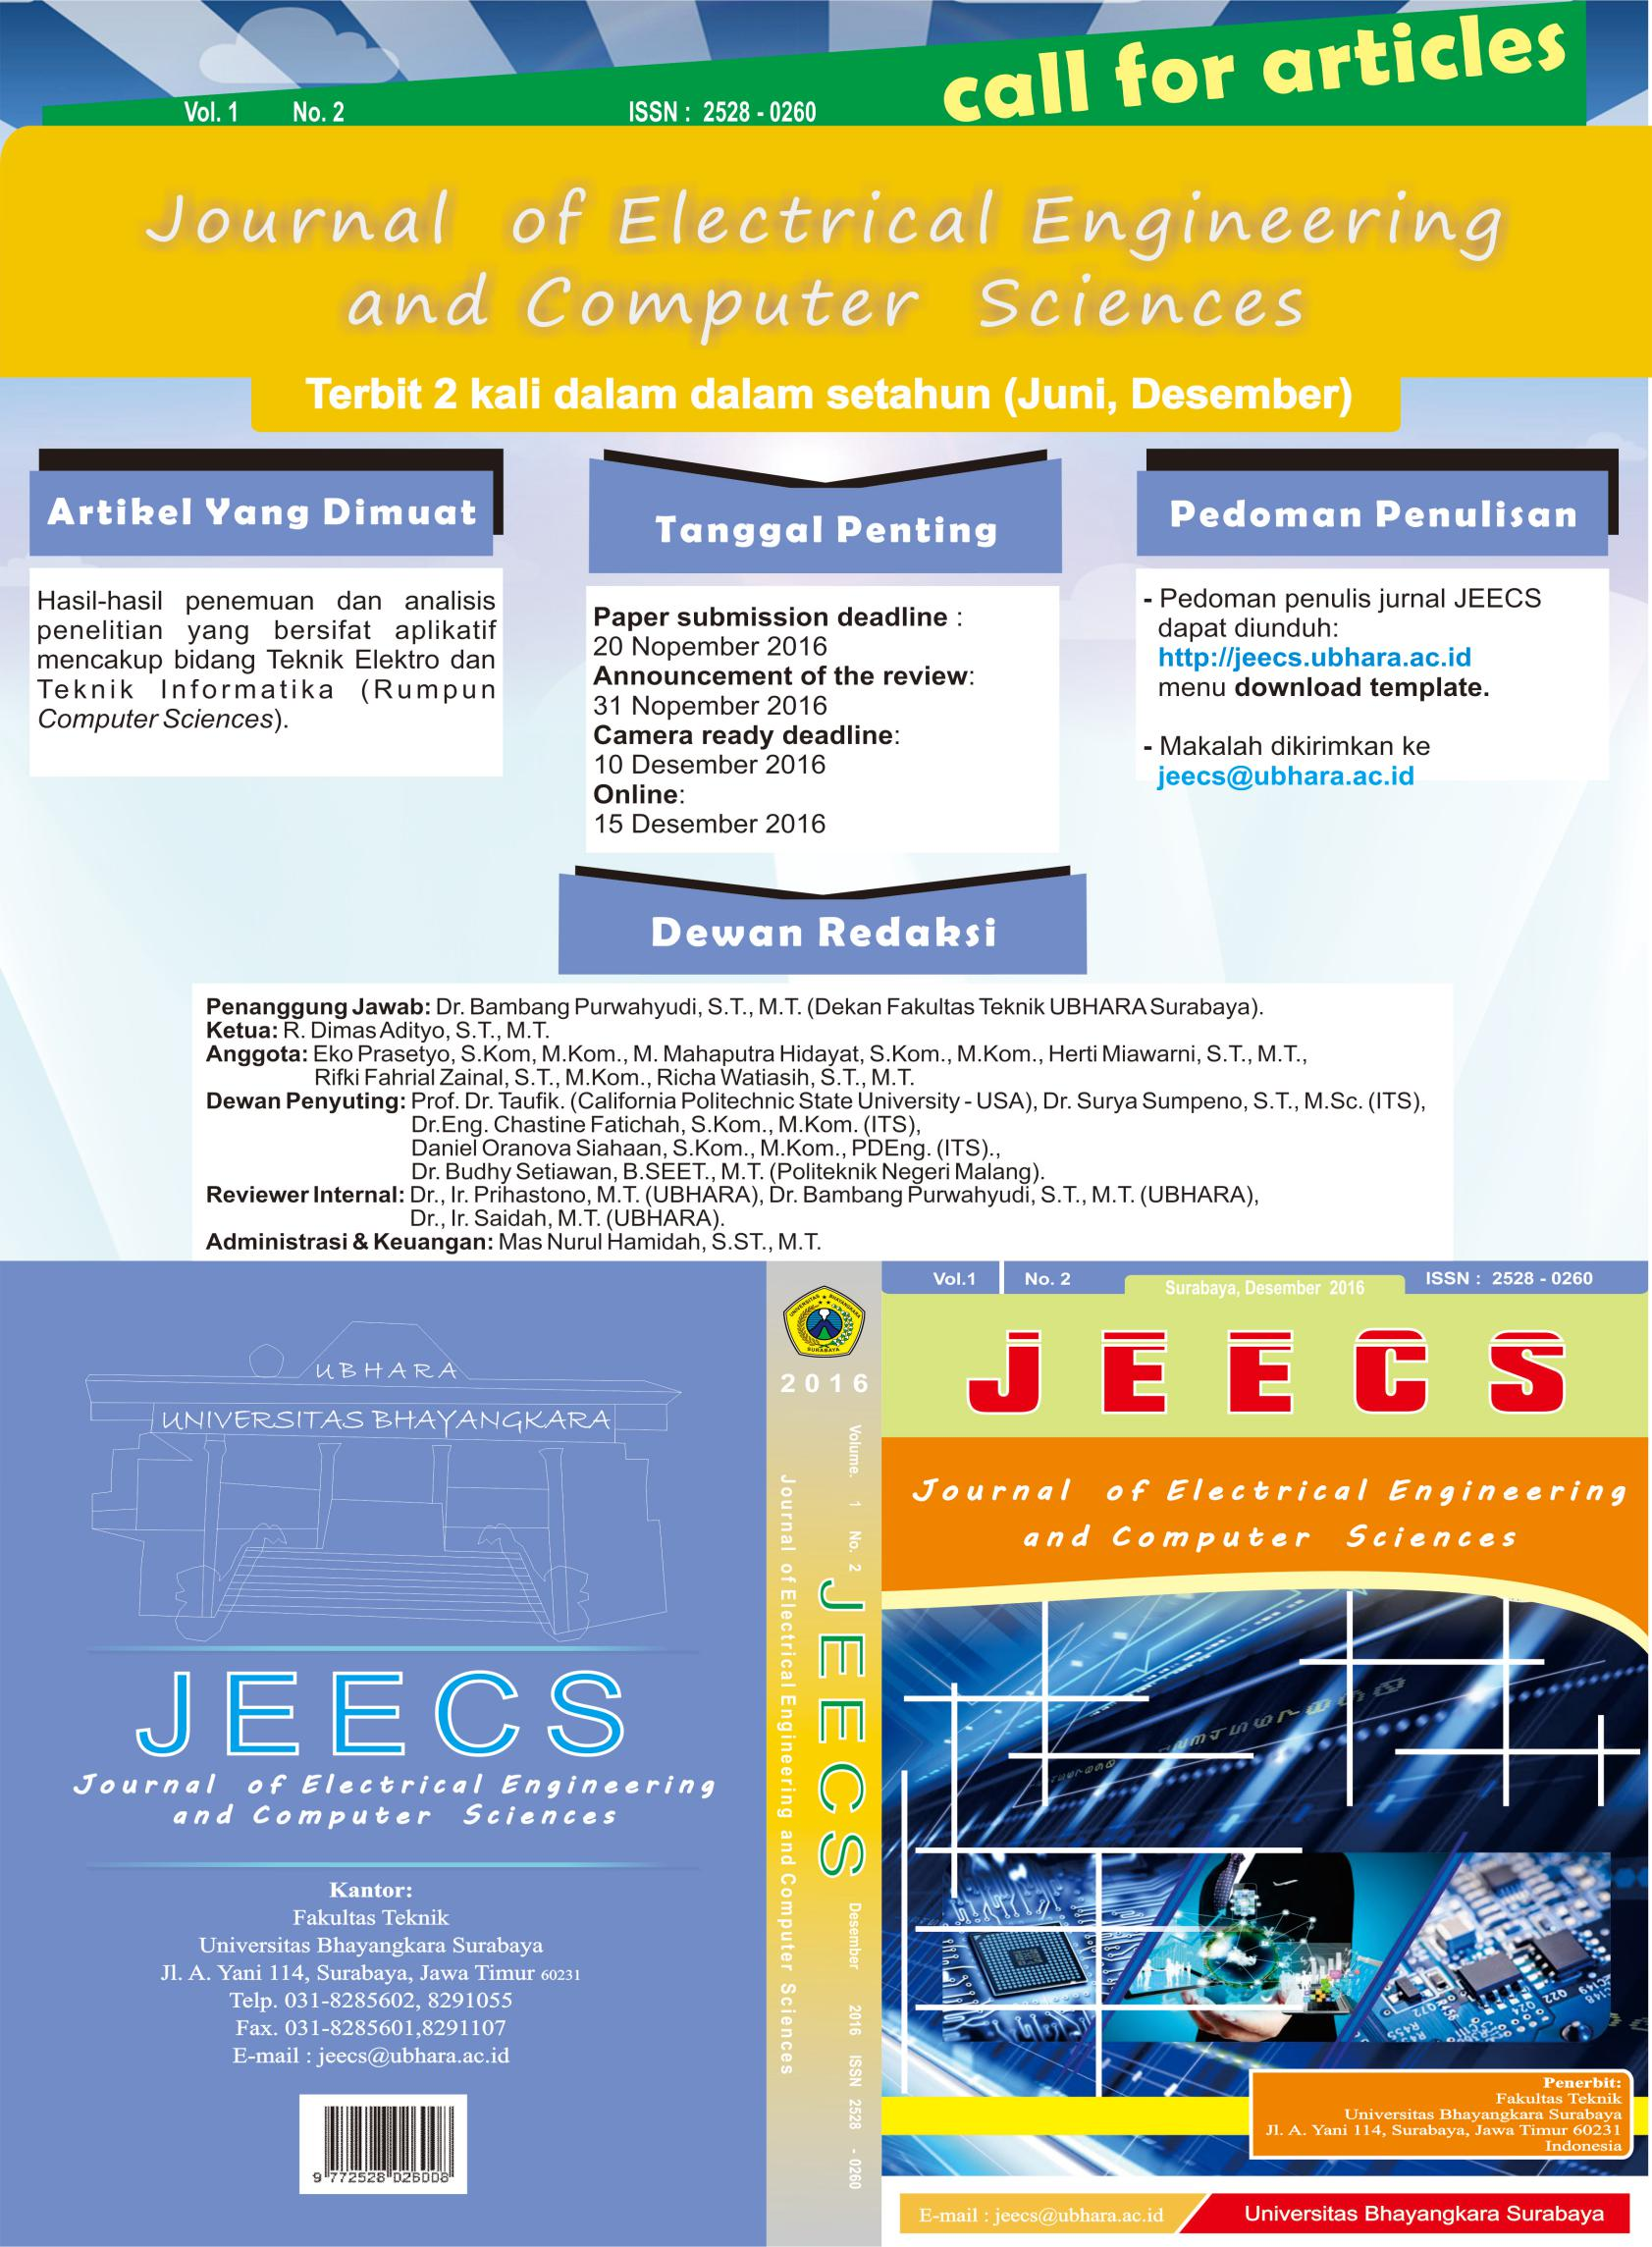 call for articles
Vol. 1 No. 2 ISSN : 2528 - 0260
Journal of Electrical Engineering
and Computer Sciences
Terbit 2 kali dalam dalam setahun (Juni, Desember)
Artikel Yang Dimuat
Hasil-hasil penemuan dan analisis
penelitian yang bersifat aplikatif
mencakup bidang Teknik Elektro dan
Teknik Informatika (Rumpun
Computer Sciences).
Tanggal Penting
Paper submission deadline :
20 Nopember 2016
Announcement of the review:
31 Nopember 2016
Camera ready deadline:
10 Desember 2016
Online:
15 Desember 2016
Pedoman Penulisan
- Pedoman penulis jurnal JEECS
dapat diunduh:
http://jeecs.ubhara.ac.id
menu download template.
- Makalah dikirimkan ke
jeecs@ubhara.ac.id
Dewan Redaksi
Penanggung Jawab: Dr. Bambang Purwahyudi, S.T., M.T. (Dekan Fakultas Teknik UBHARA Surabaya).
Ketua: R. Dimas Adityo, S.T., M.T.
Anggota: Eko Prasetyo, S.Kom, M.Kom., M. Mahaputra Hidayat, S.Kom., M.Kom., Herti Miawarni, S.T., M.T.,
Rifki Fahrial Zainal, S.T., M.Kom., Richa Watiasih, S.T., M.T.
Dewan Penyuting: Prof. Dr. Taufik. (California Politechnic State University - USA), Dr. Surya Sumpeno, S.T., M.Sc. (ITS),
Dr.Eng. Chastine Fatichah, S.Kom., M.Kom. (ITS),
Daniel Oranova Siahaan, S.Kom., M.Kom., PDEng. (ITS).,
Dr. Budhy Setiawan, B.SEET., M.T. (Politeknik Negeri Malang).
Reviewer Internal: Dr., Ir. Prihastono, M.T. (UBHARA), Dr. Bambang Purwahyudi, S.T., M.T. (UBHARA),
Dr., Ir. Saidah, M.T. (UBHARA).
Administrasi & Keuangan: Mas Nurul Hamidah, S.ST., M.T.
UBHARA
UNIVERSITAS BHAYANGKARA
JEECS
Journal of Electrical Engineering
and Computer Sciences
Kantor:
Fakultas Teknik
Universitas Bhayangkara Surabaya
Jl. A. Yani 114, Surabaya, Jawa Timur 60231
Telp. 031-8285602, 8291055
Fax. 031-8285601,8291107
E-mail : jeecs@ubhara.ac.id
9 772528 026008
UNIVERSITAS BHAYANGKARA
SURABAYA
2016
Volume. 1 No. 2 JEECS Desember 2016 ISSN 2528 - 0260
Journal of Electrical Engineering and Computer Sciences
Vol.1 No. 2 Surabaya, Desember 2016 ISSN : 2528 - 0260
JEECS
Journal of Electrical Engineering
and Computer Sciences
Penerbit:
Fakultas Teknik
Universitas Bhayangkara Surabaya
Jl. A. Yani 114, Surabaya, Jawa Timur 60231
Indonesia
E-mail : jeecs@ubhara.ac.id
Universitas Bhayangkara Surabaya